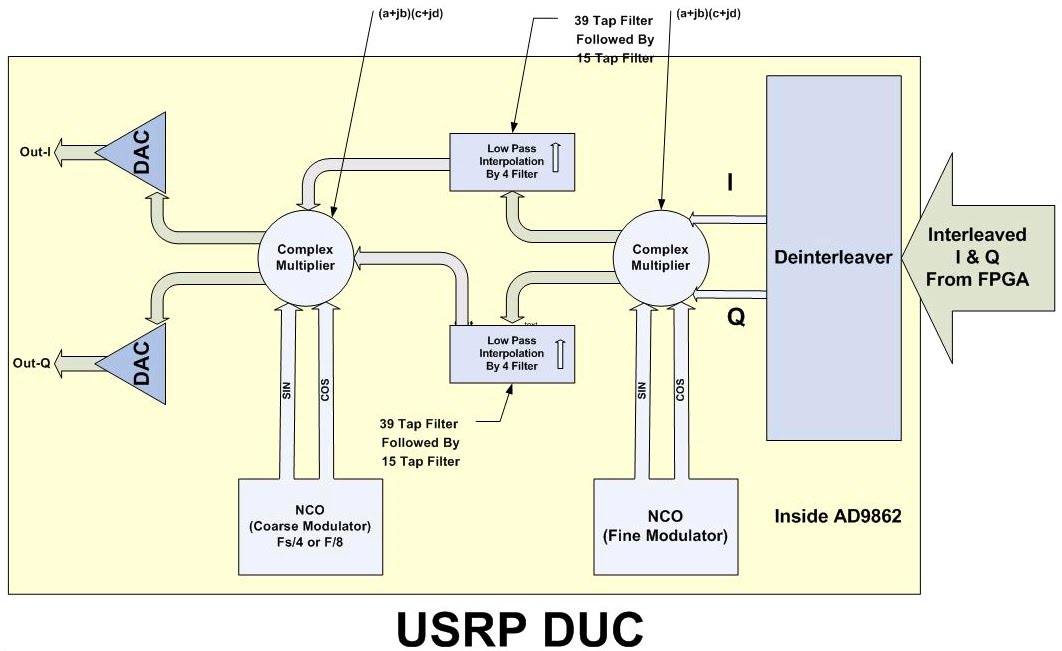 (a+jb)(c+jd)
39 Tap Filter
Followed By
15 Tap Filter
(a+jb)(c+jd)
Out-I
DAC
Low Pass
Interpolation
By 4 Filter
I
Complex
Multiplier
Complex
Multiplier
Deinterleaver
Interleaved
I & Q
From FPGA
Q
Out-Q
DAC
text
Low Pass
Interpolation
By 4 Filter
SIN
COS
SIN
COS
39 Tap Filter
Followed By
15 Tap Filter
NCO
(Coarse Modulator)
Fs/4 or F/8
NCO
(Fine Modulator)
Inside AD9862
USRP DUC